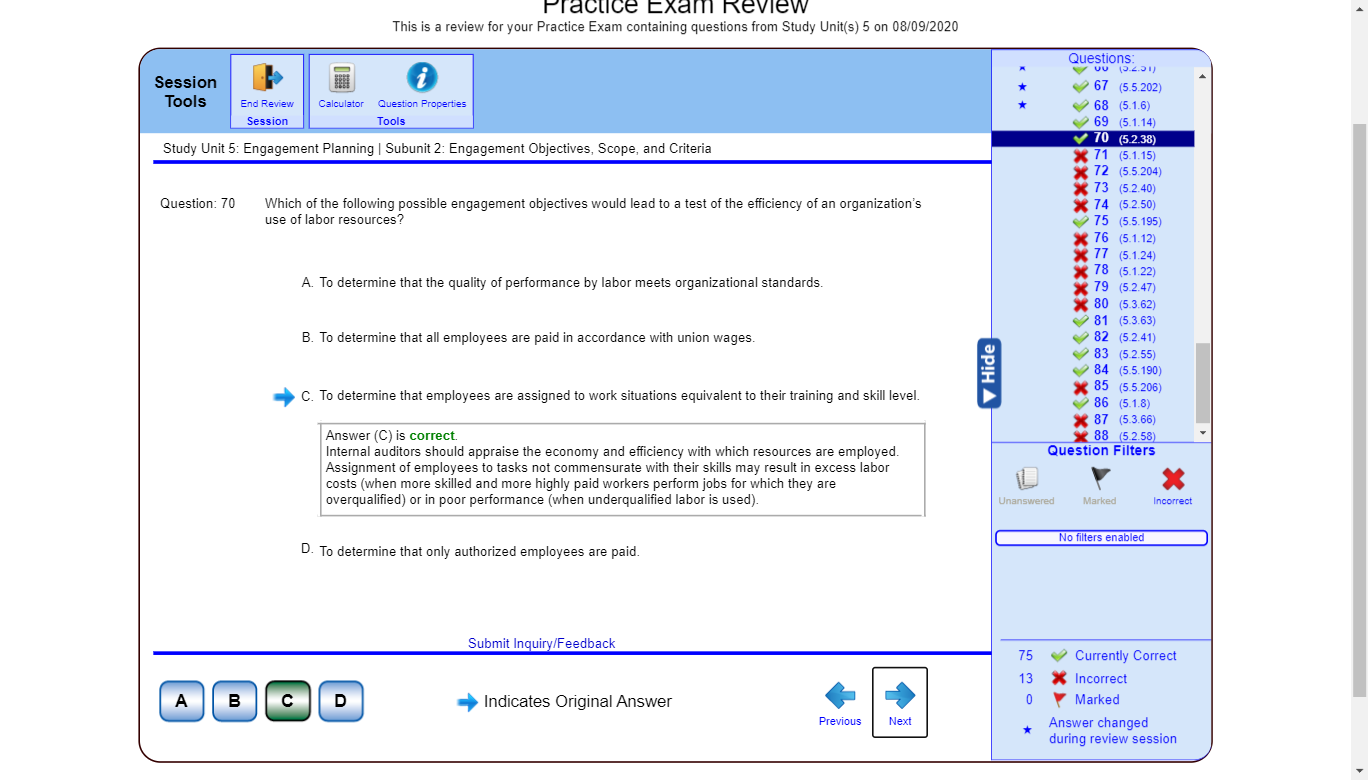 Practice Exam Review
This is a review for your Practice Exam containing questions from Study Unit(s) 5 on 08/09/2020
Session
Tools
End Review
Session
Calculator
Question Properties
Tools
Study Unit 5: Engagement Planning | Subunit 2: Engagement Objectives, Scope, and Criteria
Question: 70
Which of the following possible engagement objectives would lead to a test of the efficiency of an organization's
use of labor resources?
A. To determine that the quality of performance by labor meets organizational standards.
B. To determine that all employees are paid in accordance with union wages.
C. To determine that employees are assigned to work situations equivalent to their training and skill level.
Answer (C) is correct.
Internal auditors should appraise the economy and efficiency with which resources are employed.
Assignment of employees to tasks not commensurate with their skills may result in excess labor
costs (when more skilled and more highly paid workers perform jobs for which they are
overqualified) or in poor performance (when underqualified labor is used).
D. To determine that only authorized employees are paid.
Submit Inquiry/Feedback
A
B
C
D
Indicates Original Answer
Previous
Next
Hide
Questions:
67 (5.5.202)
68 (5.1.6)
69 (5.1.14)
70 (5.2.38)
71 (5.1.15)
72 (5.5.204)
73 (5.2.40)
74 (5.2.50)
75 (5.5.195)
76 (5.1.12)
77 (5.1.24)
78 (5.1.22)
79 (5.2.47)
80 (5.3.62)
81 (5.3.63)
82 (5.2.41)
83 (5.2.55)
84 (5.5.190)
85 (5.5.206)
86 (5.1.8)
87 (5.3.66)
88 (5.2.58)
Question Filters
Unanswered
Marked
Incorrect
No filters enabled
75 Currently Correct
13 Incorrect
0 Marked
Answer changed
during review session